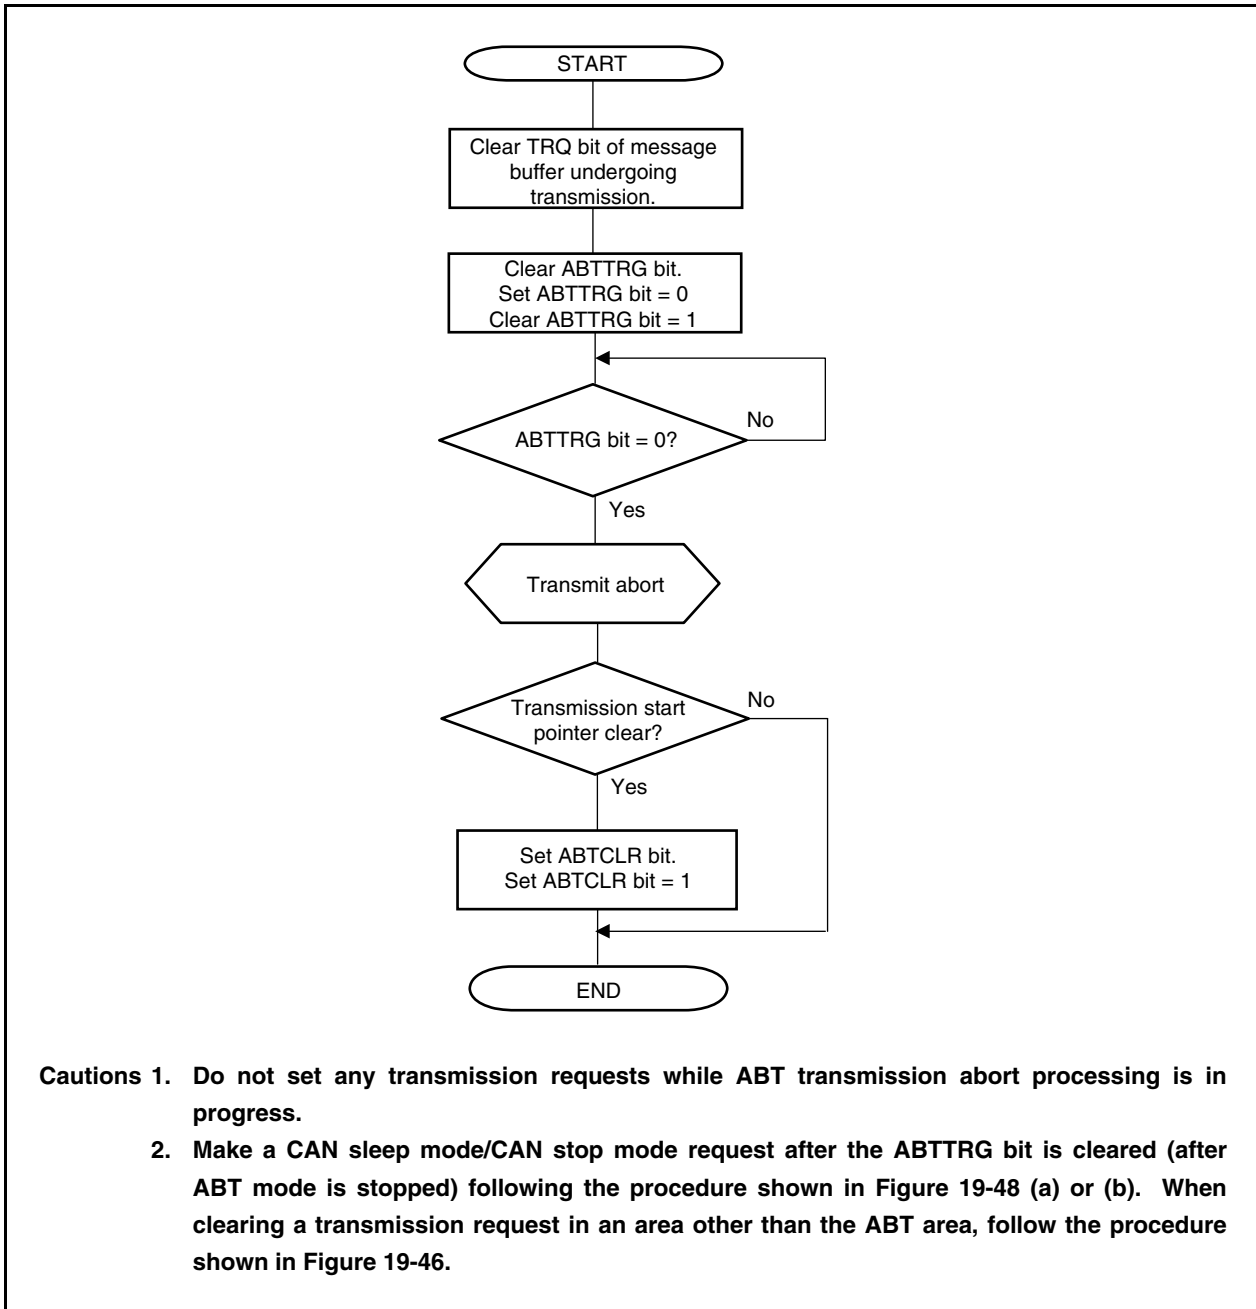 START
Clear TRQ bit of message
buffer undergoing
transmission.
Clear ABTTRG bit.
Set ABTTRG bit = 0
Clear ABTTRG bit = 1
ABTTRG bit = 0?
No
Yes
Transmit abort
Transmission start
pointer clear?
No
Yes
Set ABTCLR bit.
Set ABTCLR bit = 1
END
Cautions 1. Do not set any transmission requests while ABT transmission abort processing is in
progress.
2. Make a CAN sleep mode/CAN stop mode request after the ABTTRG bit is cleared (after
ABT mode is stopped) following the procedure shown in Figure 19-48 (a) or (b). When
clearing a transmission request in an area other than the ABT area, follow the procedure
shown in Figure 19-46.